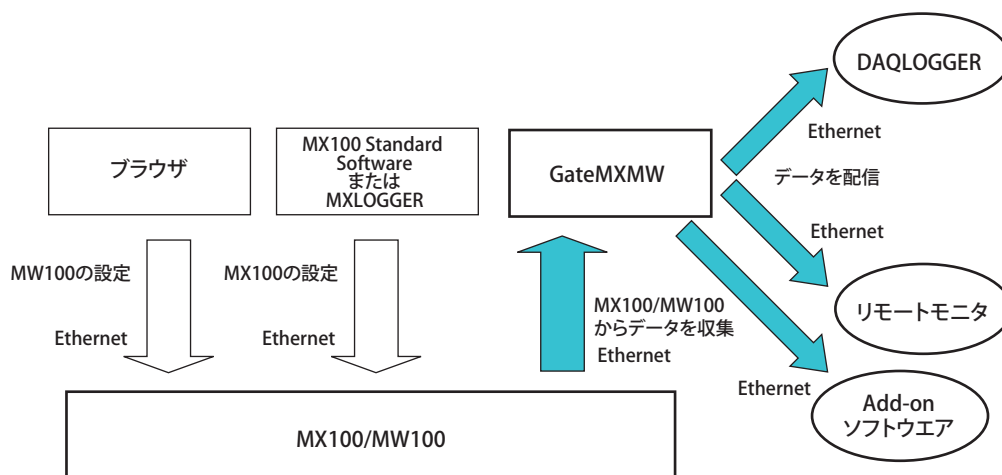 DAQLOGGER
Ethernet
ブラウザ
MX100 Standard
Software
または
MXLOGGER
GateMXMW
データを配信
Ethernet
MW100の設定
MX100の設定
MX100/MW100
からデータを収集
リモートモニタ
Ethernet
Ethernet
Ethernet
Ethernet
Add-on
ソフトウエア
MX100/MW100